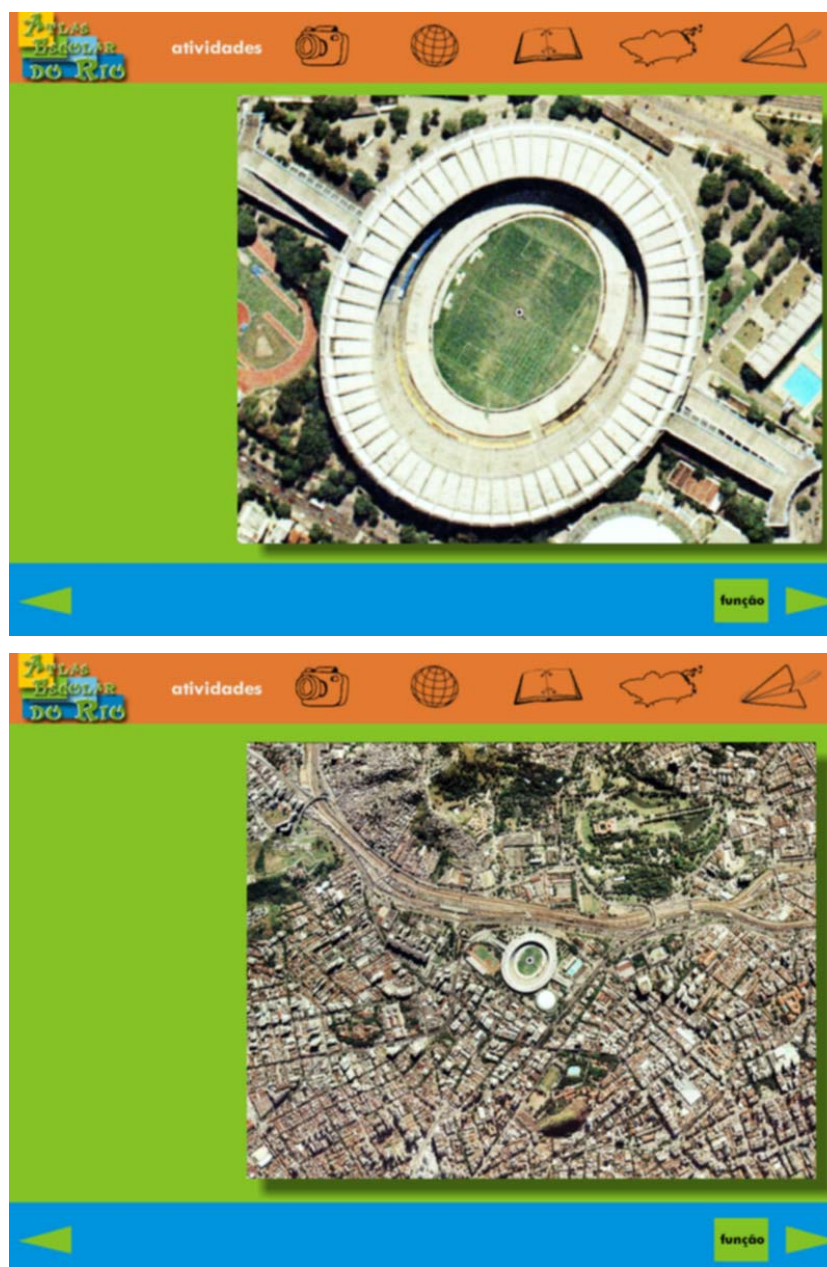 ATLAS
ESCOLAR
DO RIO
atividades
função
ATLAS
ESCOLAR
DO RIO
atividades
função